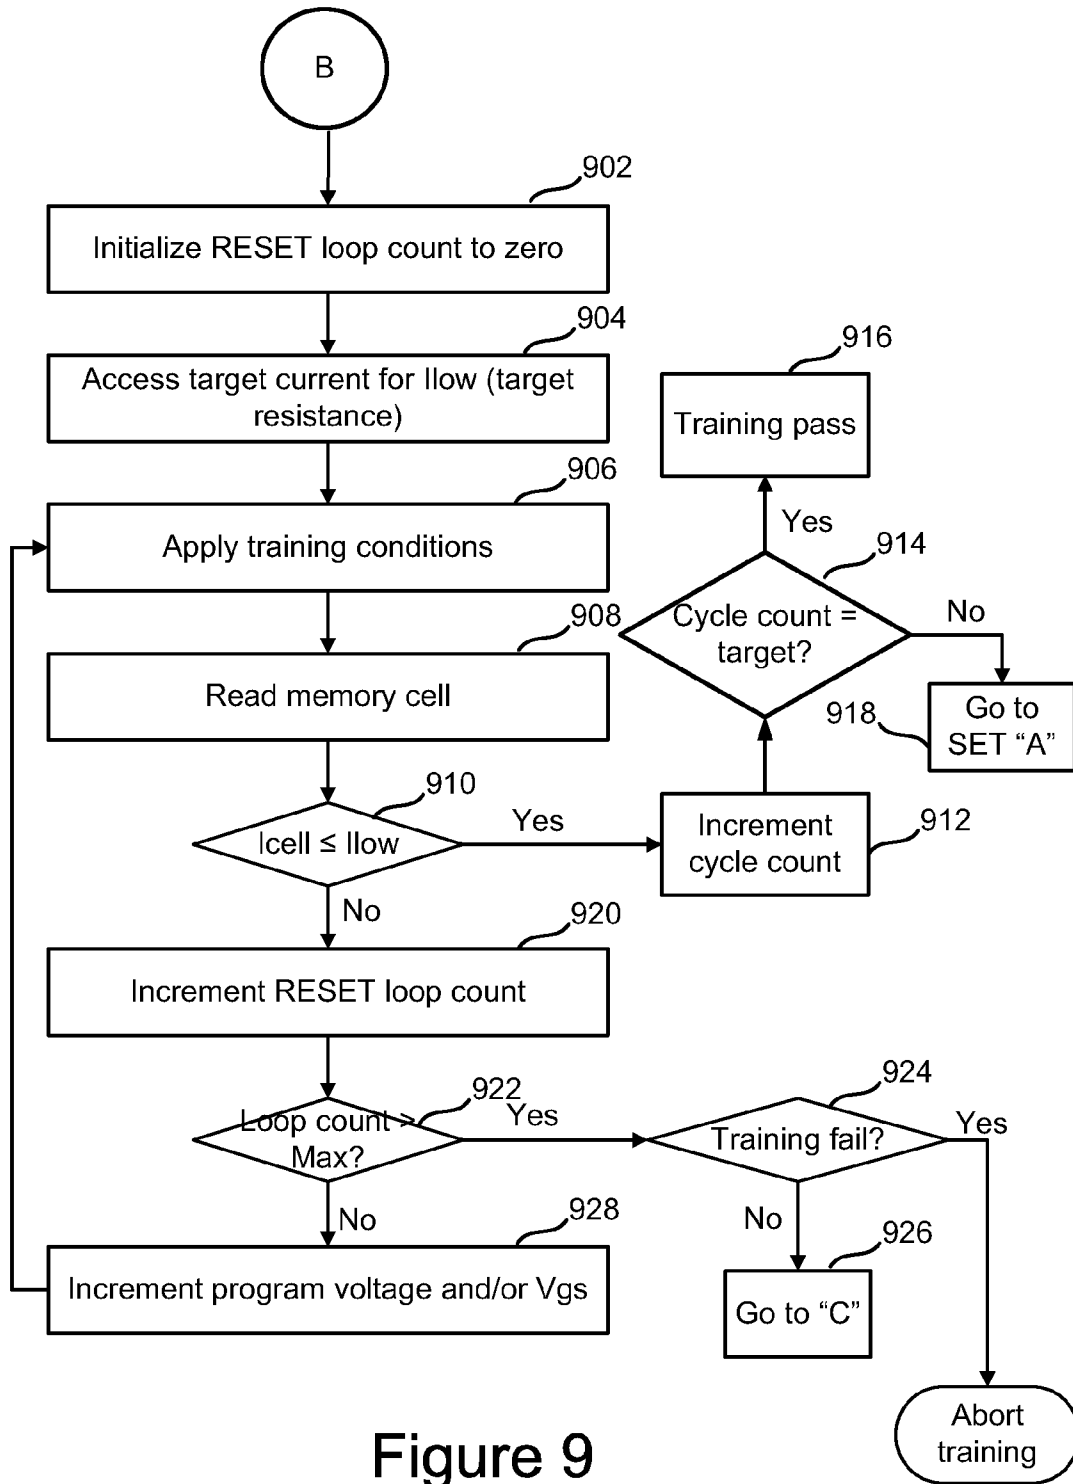 B
902
Initialize RESET loop count to zero
904
Access target current for Ilow (target
resistance)
906
Apply training conditions
908
Read memory cell
910
Icell ≤ Ilow
Yes
Increment
cycle count
912
916
Training pass
Yes
914
Cycle count =
target?
No
918
Go to
SET “A”
No
920
Increment RESET loop count
922
Loop count >
Max?
Yes
924
Training fail?
Yes
No
926
Go to “C”
No
928
Increment program voltage and/or Vgs
Abort
training
Figure 9